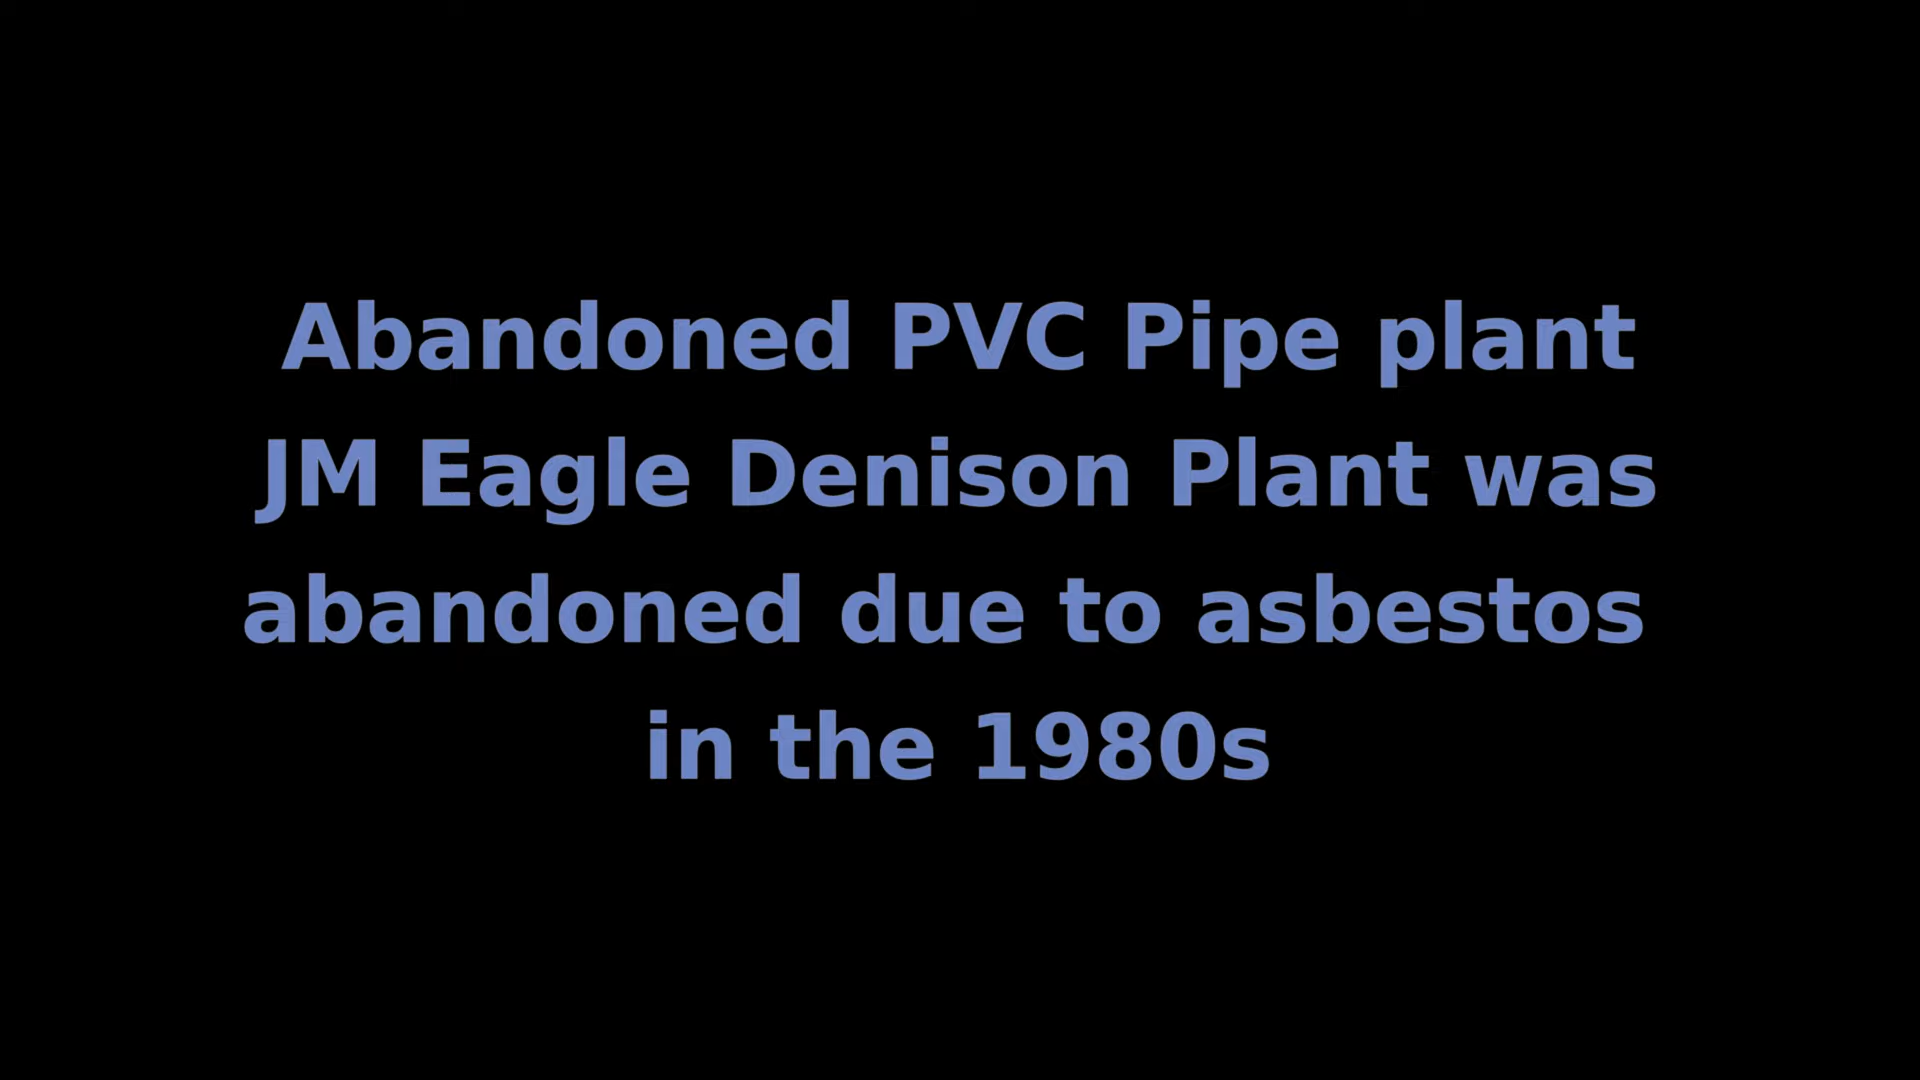 Abandoned PVC Pipe plant
JM Eagle Denison Plant was
abandoned due to asbestos
in the 1980s